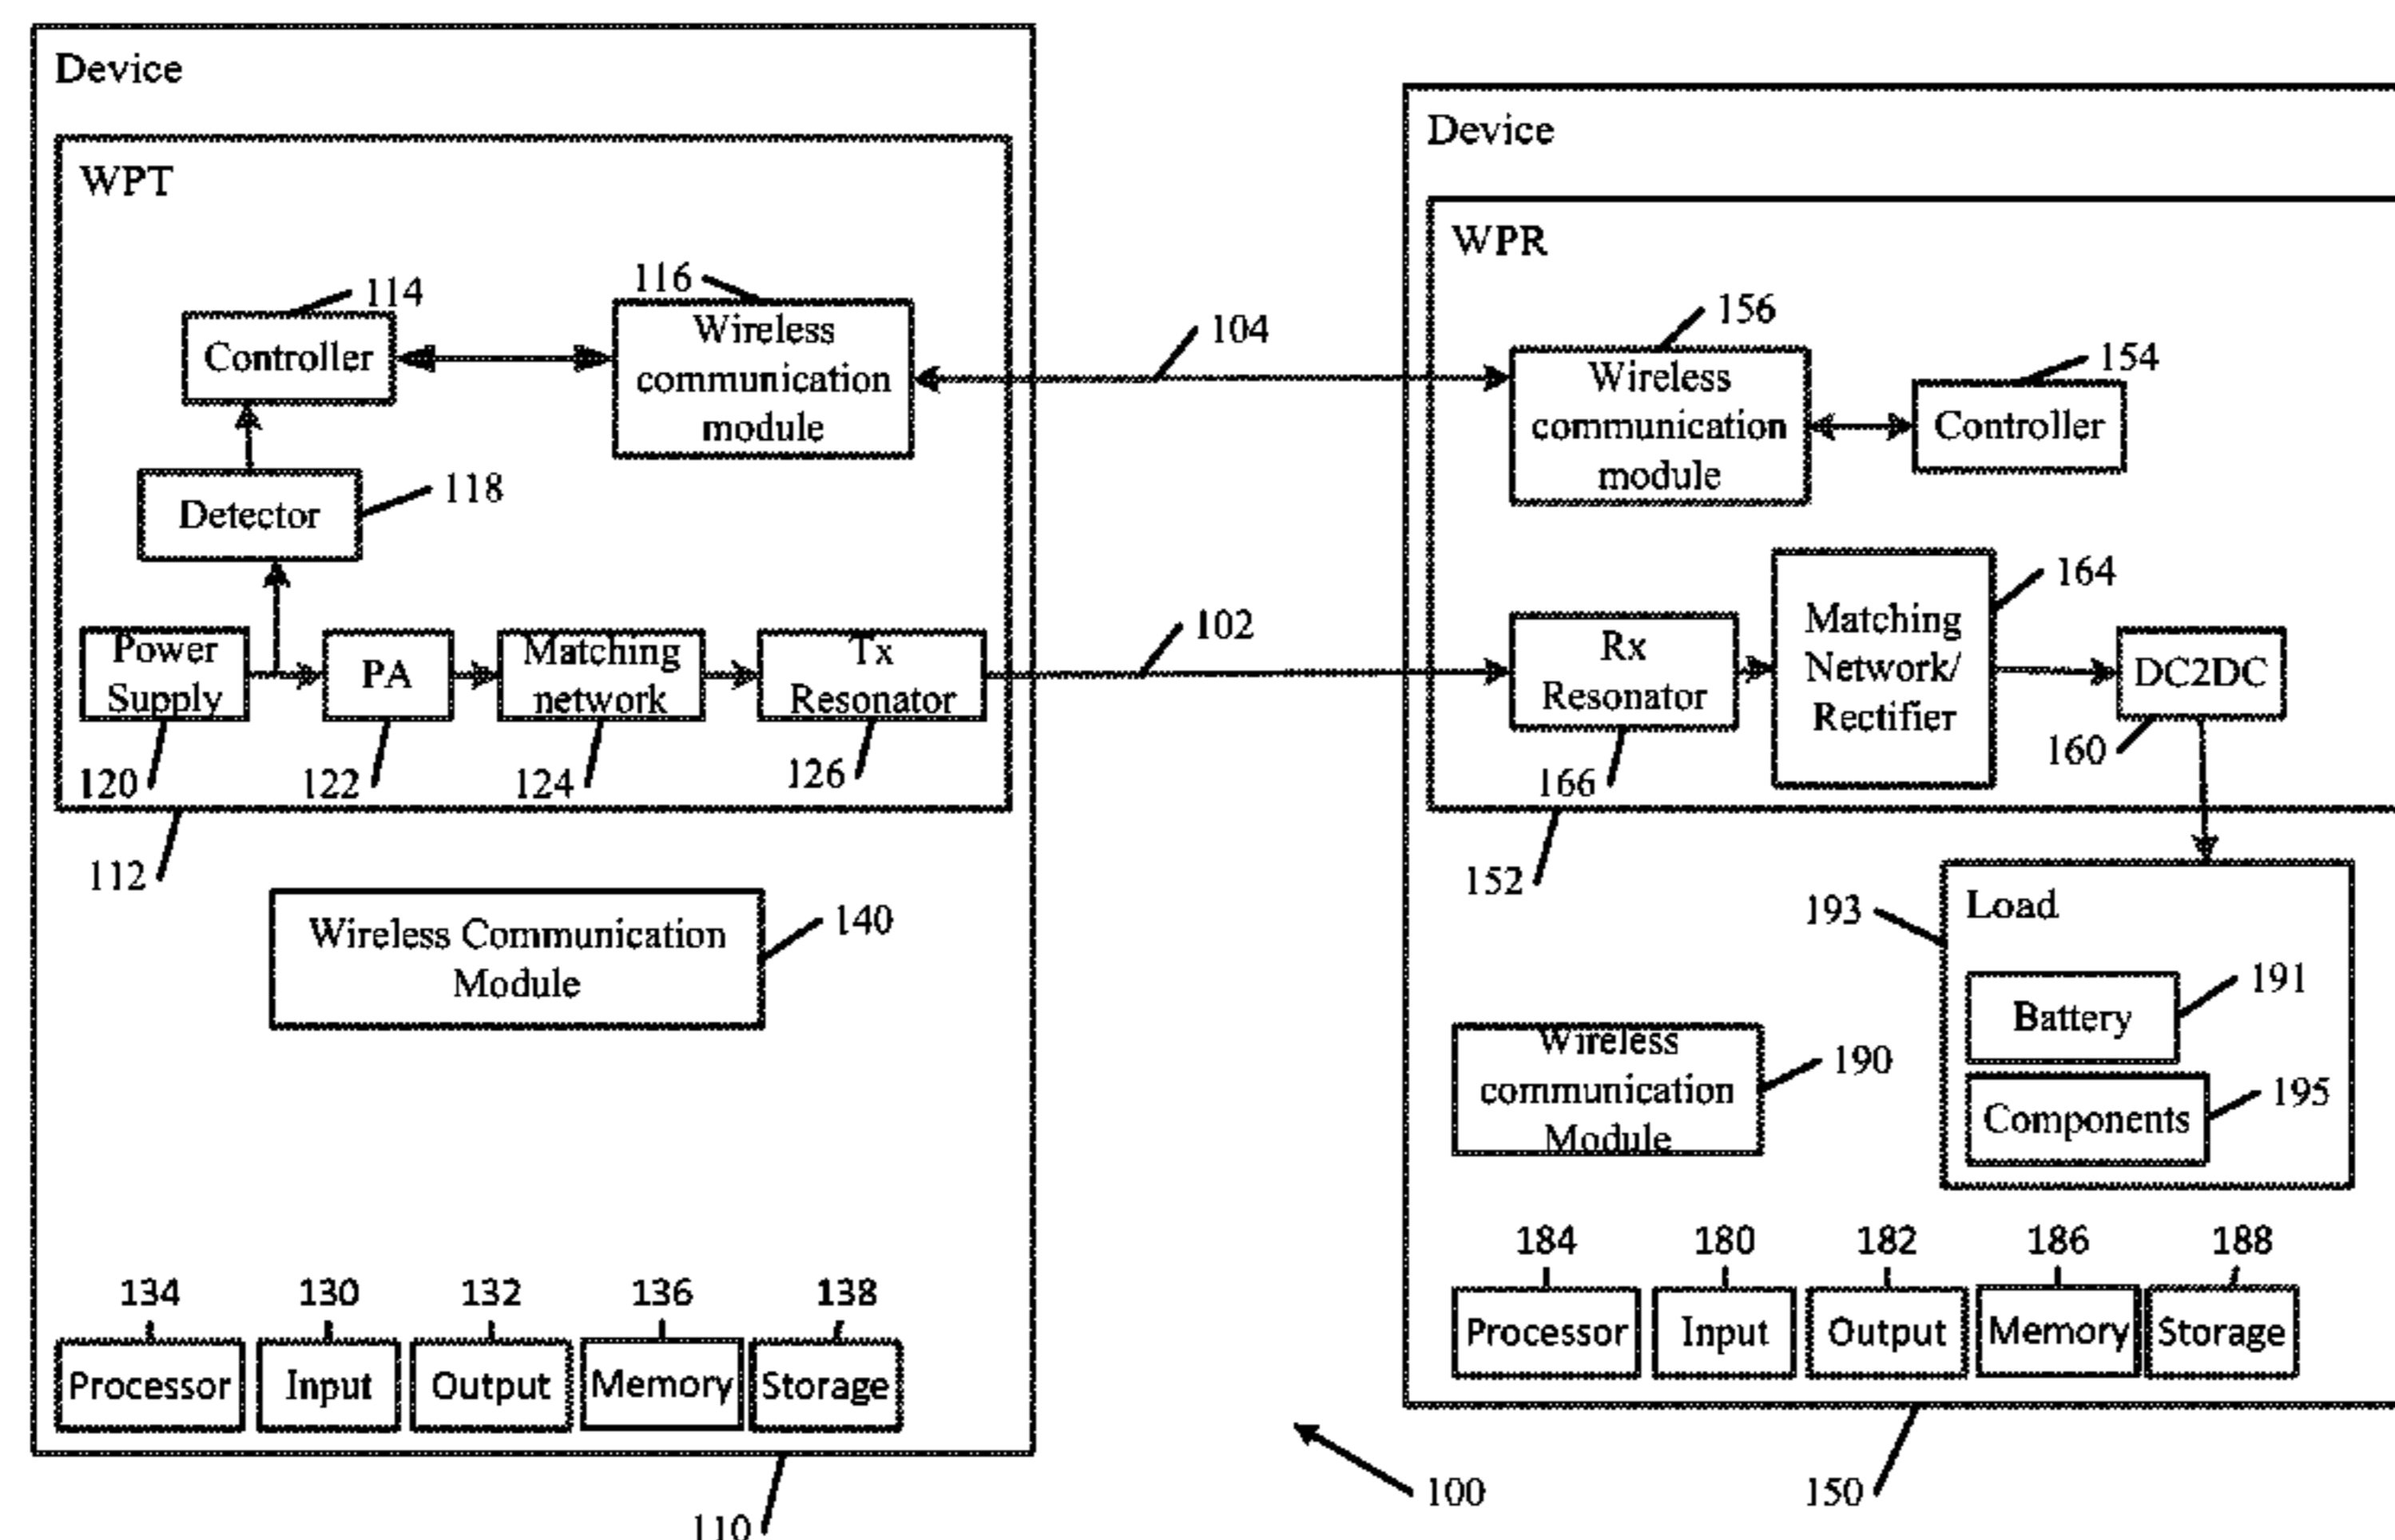 Device
WPT
114
Controller
116
Wireless
communication
module
118
Detector
Power
Supply
PA
Matching
network
Tx
Resonator
120
122
124
126
112
Wireless Communication
Module
140
134
130
132
136
138
Processor
Input
Output
Memory
Storage
110
104
102
Device
WPR
156
Wireless
communication
module
154
Controller
Rx
Resonator
164
Matching
Network/
Rectifier
DC2DC
160
166
152
193
Load
191
Battery
195
Components
Wireless
communication
Module
190
184
180
182
186
188
Processor
Input
Output
Memory
Storage
100
150